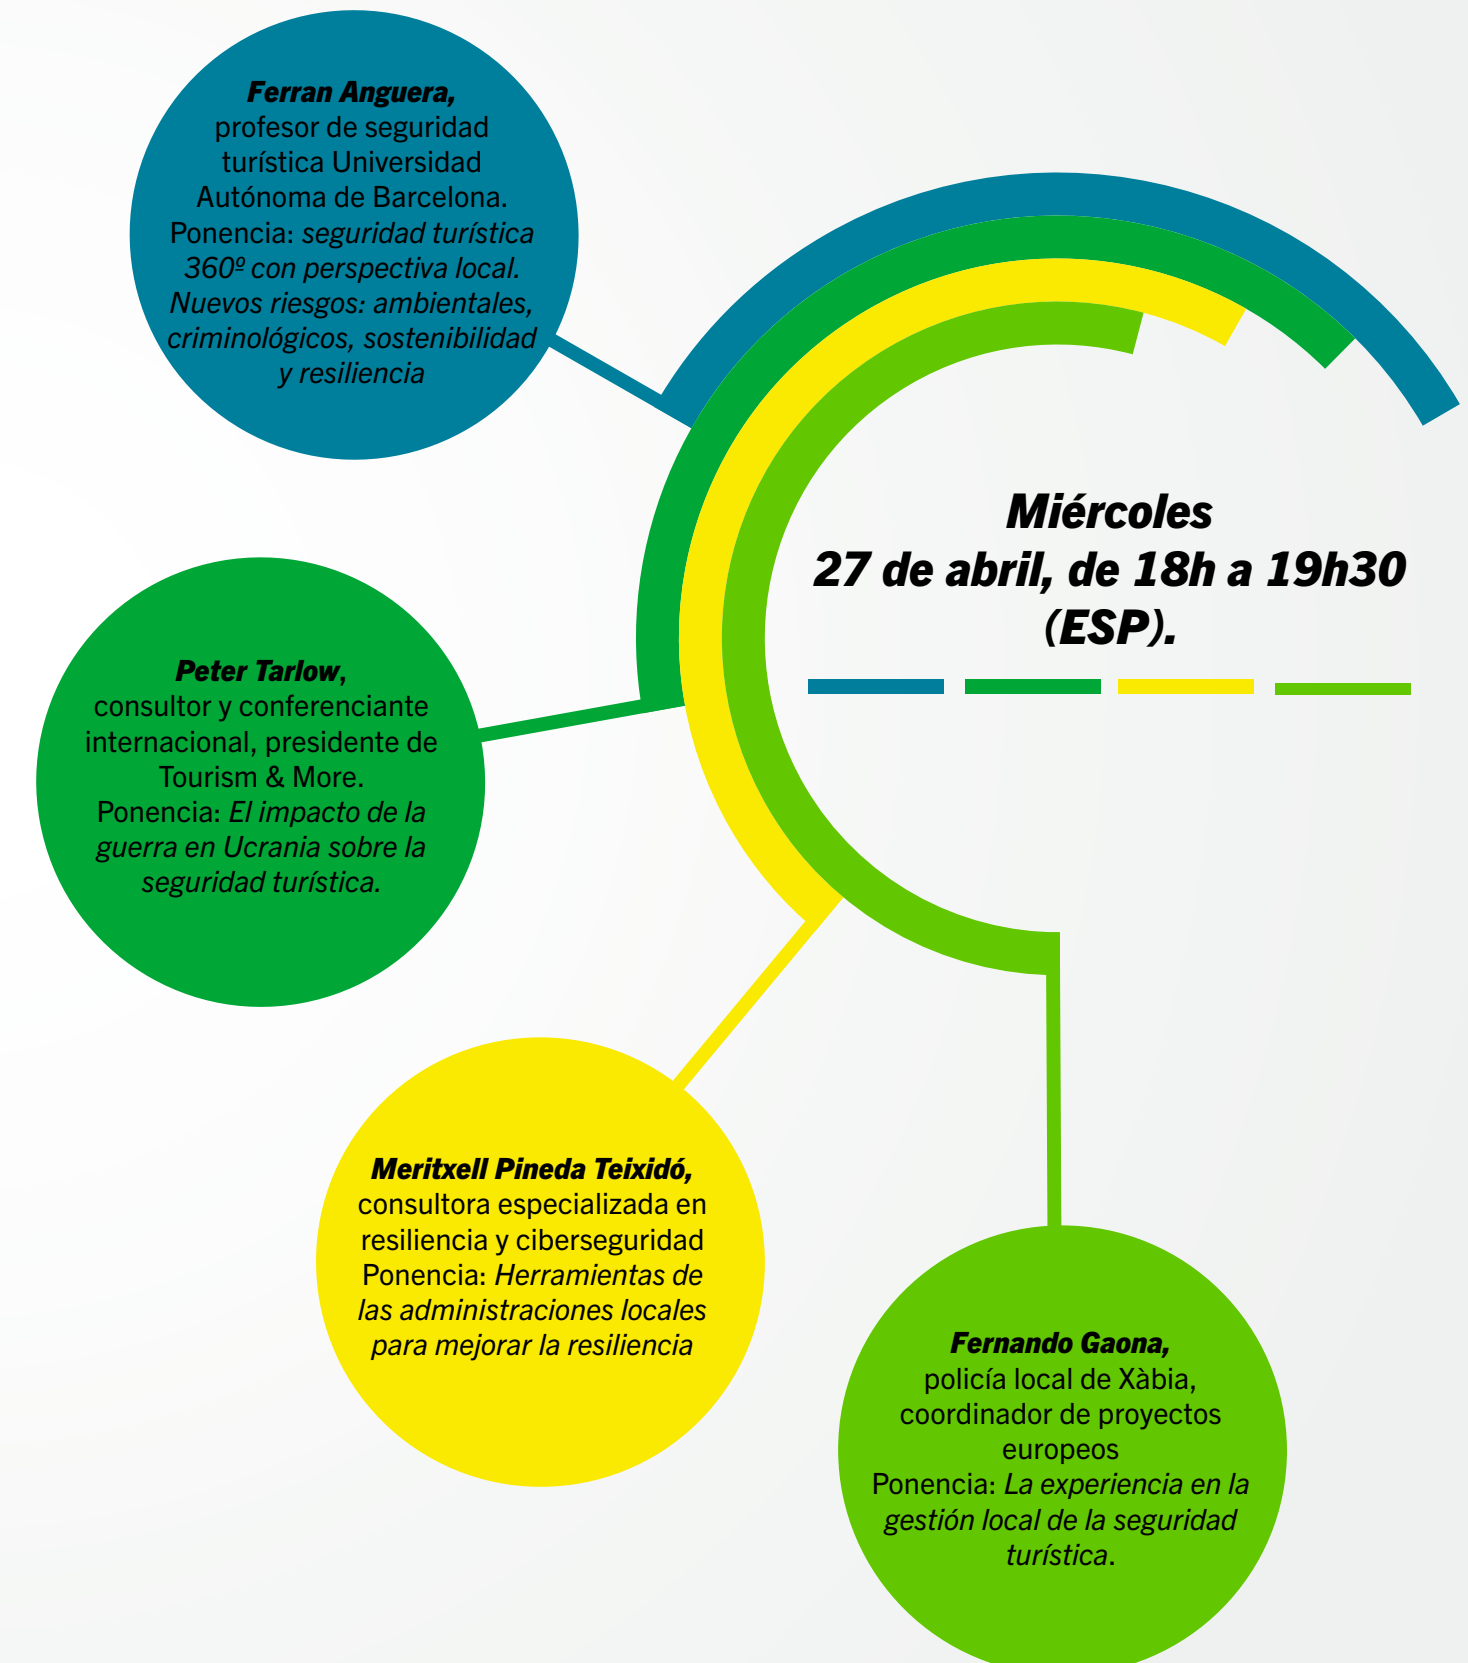 Ferran Anguera,
profesor de seguridad
turística Universidad
Autónoma de Barcelona.
Ponencia: seguridad turística
360º con perspectiva local.
Nuevos riesgos: ambientales,
criminológicos, sostenibilidad
y resiliencia
Miércoles
27 de abril, de 18h a 19h30
(ESP).
Peter Tarlow,
consultor y conferenciante
internacional, presidente de
Tourism & More.
Ponencia: El impacto de la
guerra en Ucrania sobre la
seguridad turística.
Meritxell Pineda Teixidó,
consultora especializada en
resiliencia y ciberseguridad
Ponencia: Herramientas de
las administraciones locales
para mejorar la resiliencia
Fernando Gaona,
policía local de Xàbia,
coordinador de proyectos
europeos
Ponencia: La experiencia en la
gestión local de la seguridad
turística.